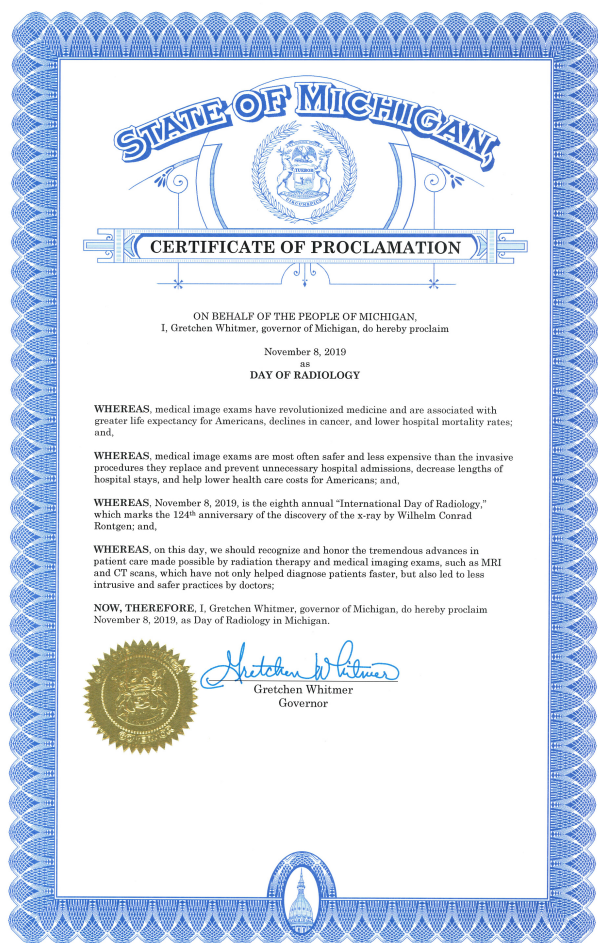 STATE OF MICHIGAN,
TUEBOR
CIRCUMSPICE
CERTIFICATE OF PROCLAMATION
ON BEHALF OF THE PEOPLE OF MICHIGAN,
I, Gretchen Whitmer, governor of Michigan, do hereby proclaim
November 8, 2019
as
DAY OF RADIOLOGY
WHEREAS, medical image exams have revolutionized medicine and are associated with
greater life expectancy for Americans, declines in cancer, and lower hospital mortality rates;
and,
WHEREAS, medical image exams are most often safer and less expensive than the invasive
procedures they replace and prevent unnecessary hospital admissions, decrease lengths of
hospital stays, and help lower health care costs for Americans; and,
WHEREAS, November 8, 2019, is the eighth annual “International Day of Radiology,”
which marks the 124th anniversary of the discovery of the x-ray by Wilhelm Conrad
Rontgen; and,
WHEREAS, on this day, we should recognize and honor the tremendous advances in
patient care made possible by radiation therapy and medical imaging exams, such as MRI
and CT scans, which have not only helped diagnose patients faster, but also led to less
intrusive and safer practices by doctors;
NOW, THEREFORE, I, Gretchen Whitmer, governor of Michigan, do hereby proclaim
November 8, 2019, as Day of Radiology in Michigan.
Gretchen Whitmer
Gretchen Whitmer
Governor